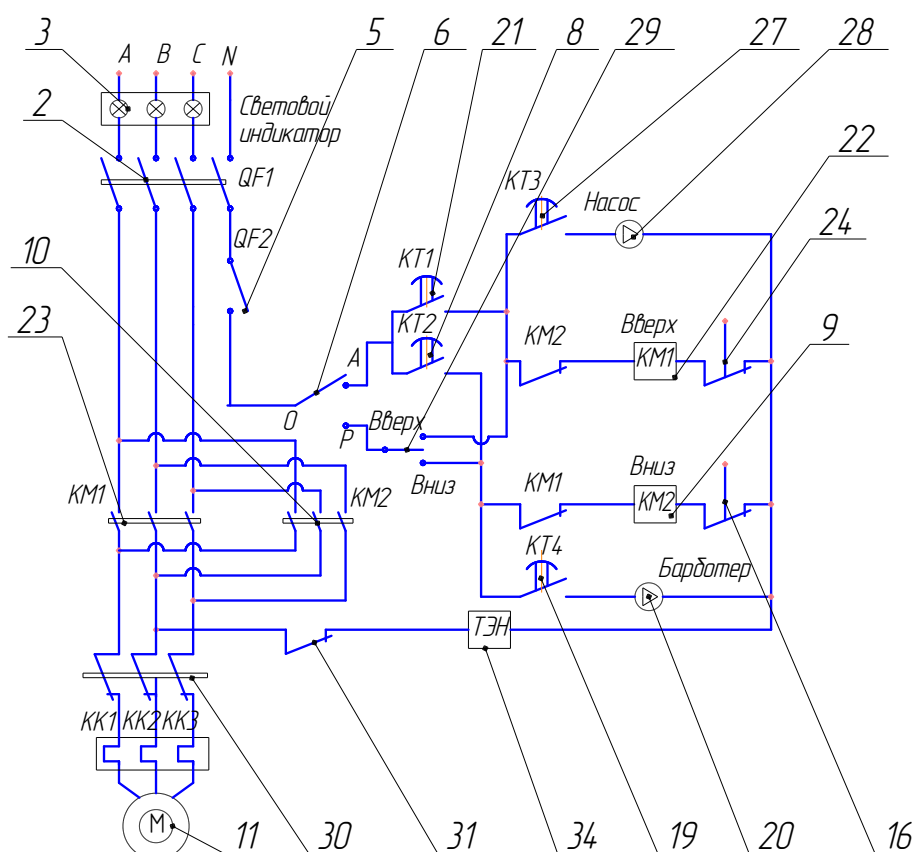 3
5
6
21
8
29
27
28
A
B
C
N
2
Световой
индикатор
22
QF1
КТ3
Насос
24
10
QF2
КТ1
23
КТ2
КМ2
Вверх
КМ1
9
А
О
Р
Вверх
Вниз
КМ1
КМ2
КМ1
Вниз
КМ2
КТ4
Барботер
ТЭН
КК1
КК2
КК3
М
11
30
31
34
19
20
16